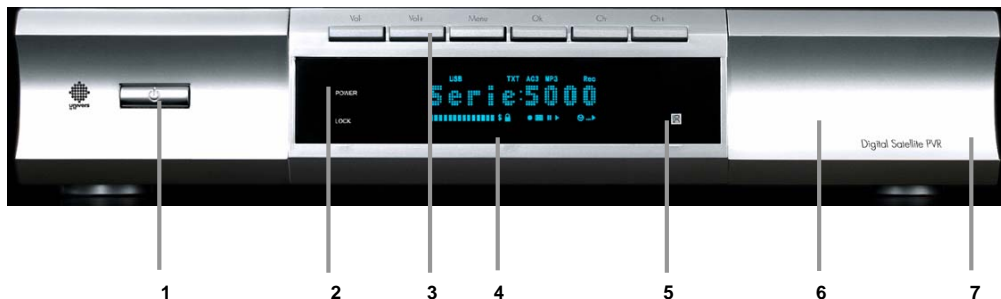 Vol- Vol+ Menu Ok Ch- Ch+
USB TXT AC3 MP3 Rec
POWER
Serie:5000
LOCK
$
Digital Satellite PVR
1 2 3 4 5 6 7